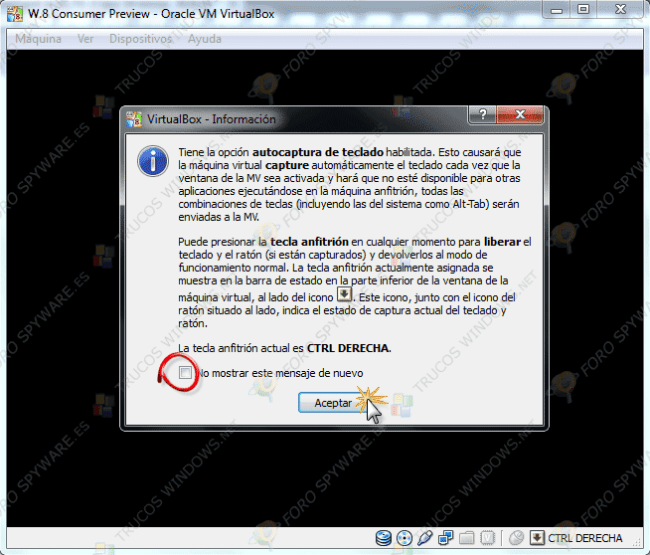 W.8 Consumer Preview - Oracle VM VirtualBox
Máquina Ver Dispositivos Ayuda
VirtualBox - Información
Tiene la opción autocaptura de teclado habilitada. Esto causará que
la máquina virtual capture automáticamente el teclado cada vez que la
ventana de la MV sea activada y hará que no esté disponible para otras
aplicaciones ejecutándose en la máquina anfitrión, todas las
combinaciones de teclas (incluyendo las del sistema como Alt-Tab) serán
enviadas a la MV.
Puede presionar la tecla anfitrión en cualquier momento para liberar el
teclado y el ratón (si están capturados) y devolverlos al modo de
funcionamiento normal. La tecla anfitrión actualmente asignada se
muestra en la barra de estado en la parte inferior de la ventana de la
máquina virtual, al lado del icono . Este icono, junto con el icono del
ratón situado al lado, indica el estado de captura actual del teclado y
ratón.
La tecla anfitrión actual es CTRL DERECHA.
No mostrar este mensaje de nuevo
Aceptar
CTRL DERECHA
FORO SPYWARE.ES
TRUCOS WINDOWS.NET